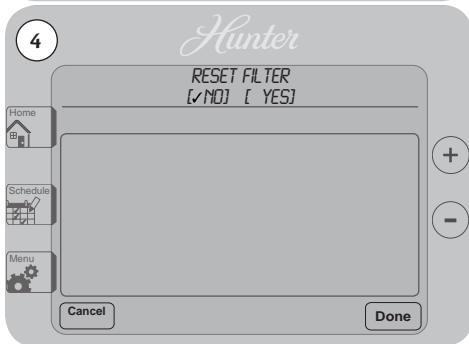 4
Hunter
RESET FILTER
[✓NO] [ YES]
Home
Schedule
Menu
+
-
Cancel
Done